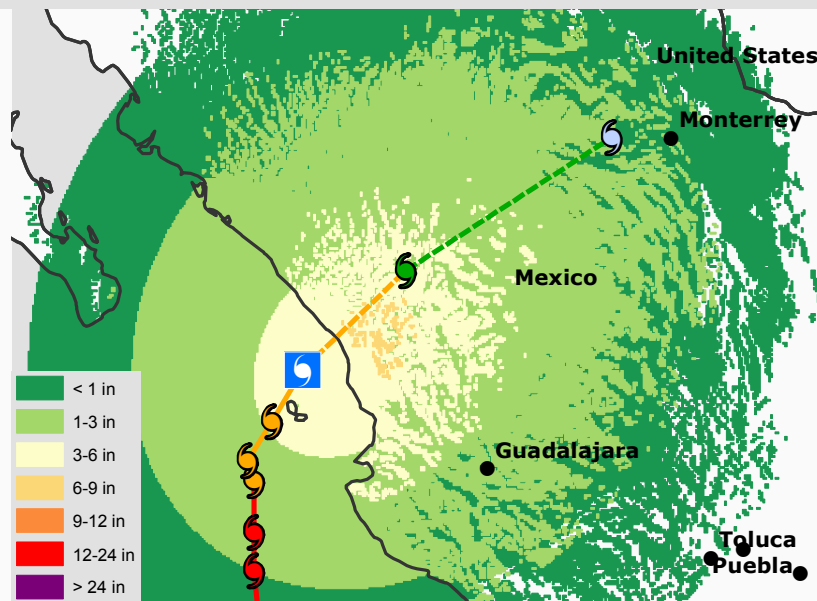 United States
Monterrey
Mexico
< 1 in
1-3 in
3-6 in
Guadalajara
6-9 in
9-12 in
Toluca
12-24 in
Puebla
> 24 in